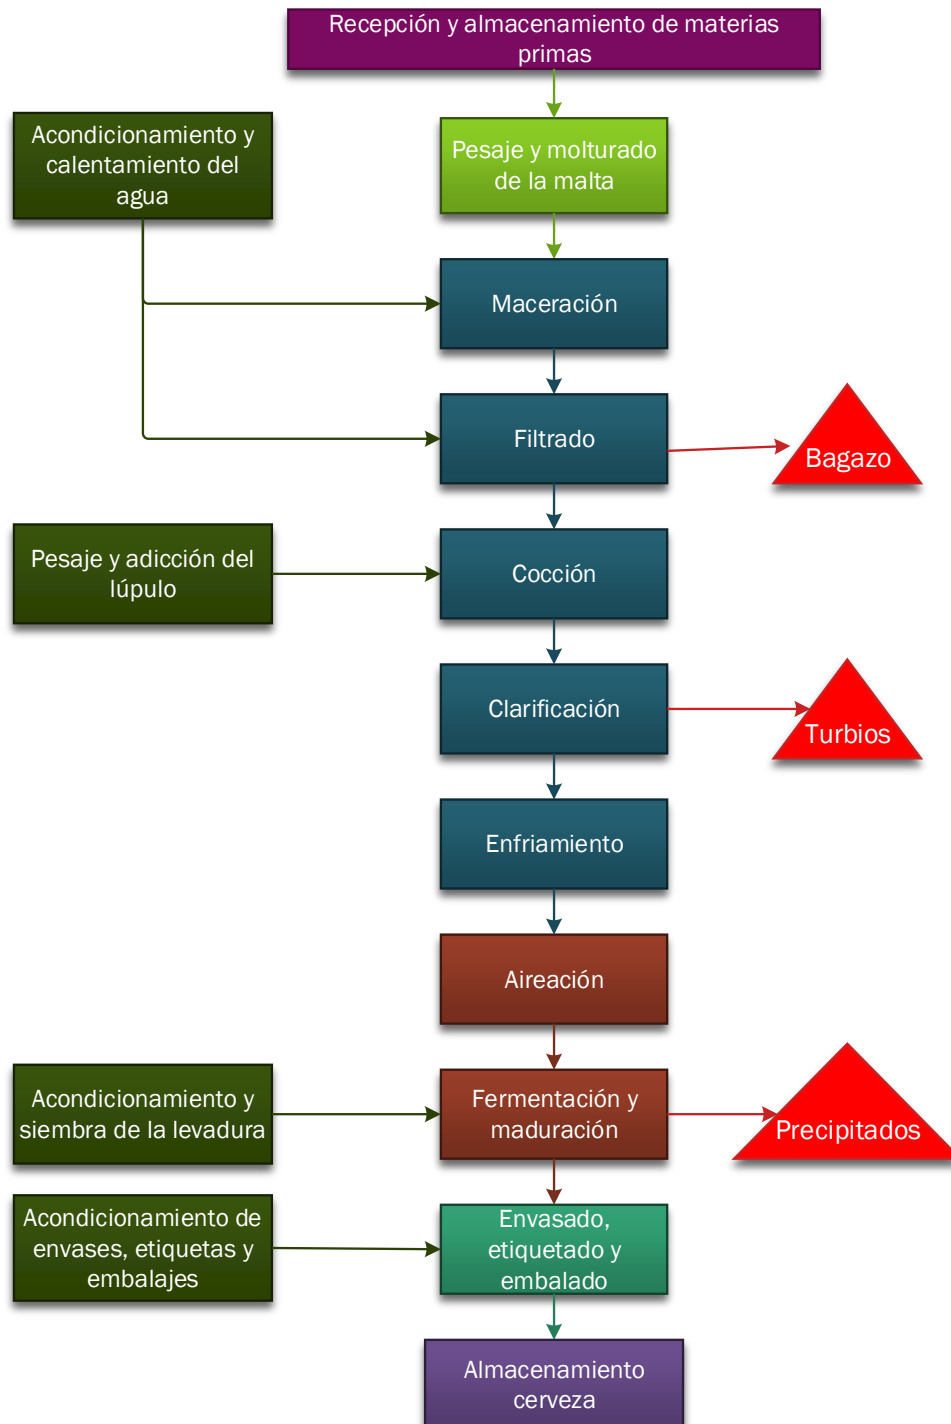 Recepción y almacenamiento de materias
primas
Acondicionamiento y
calentamiento del
agua
Pesaje y molturado
de la malta
Maceración
Filtrado
Bagazo
Pesaje y adicción del
lúpulo
Cocción
Clarificación
Turbios
Enfriamiento
Aireación
Acondicionamiento y
siembra de la levadura
Fermentación y
maduración
Precipitados
Acondicionamiento de
envases, etiquetas y
embalajes
Envasado,
etiquetado y
embalado
Almacenamiento
cerveza